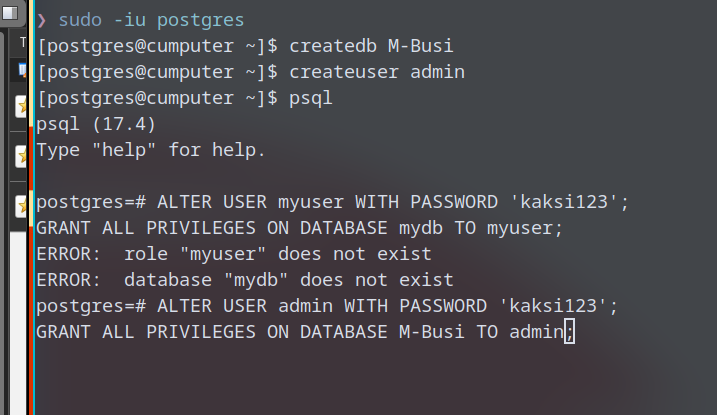 ❯ sudo -iu postgres
[postgres@cumputer ~]$ createdb M-Busi
[postgres@cumputer ~]$ createuser admin
[postgres@cumputer ~]$ psql
psql (17.4)
Type "help" for help.
postgres=# ALTER USER myuser WITH PASSWORD 'kaksi123';
GRANT ALL PRIVILEGES ON DATABASE mydb TO myuser;
ERROR:  role "myuser" does not exist
ERROR:  database "mydb" does not exist
postgres=# ALTER USER admin WITH PASSWORD 'kaksi123';
GRANT ALL PRIVILEGES ON DATABASE M-Busi TO admin;